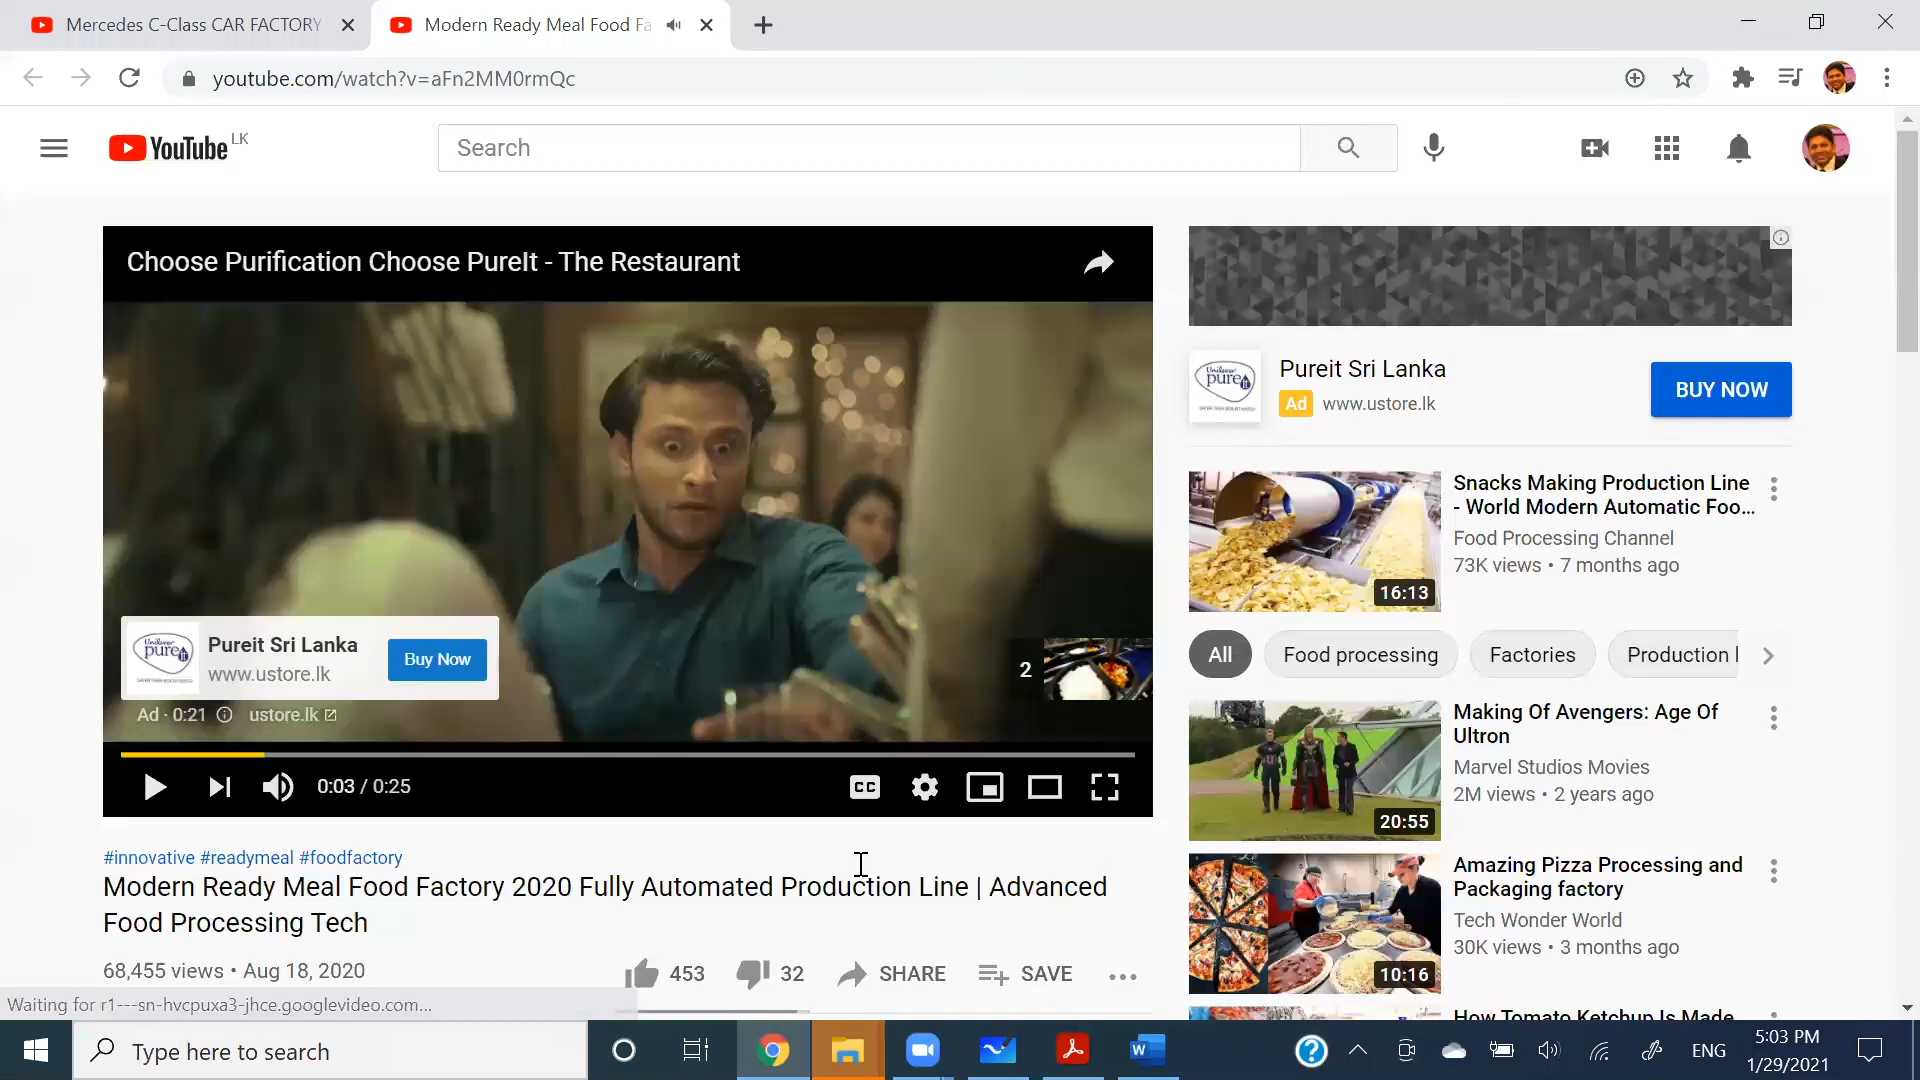 Mercedes C-Class CAR FACTORY
Modern Ready Meal Food Fa
youtube.com/watch?v=aFn2MM0rmQc
YouTube LK
Search
Choose Purification Choose PureIt - The Restaurant
Unilever
pureit
Pureit Sri Lanka
www.ustore.lk
Buy Now
2
Ad · 0:21
ustore.lk
0:03 / 0:25
CC
#innovative #readymeal #foodfactory
Modern Ready Meal Food Factory 2020 Fully Automated Production Line | Advanced
Food Processing Tech
68,455 views • Aug 18, 2020
453
32
SHARE
SAVE
Waiting for r1---sn-hvcpuxa3-jhce.googlevideo.com...
Unilever
pureit
Pureit Sri Lanka
Ad www.ustore.lk
BUY NOW
Snacks Making Production Line
- World Modern Automatic Foo...
Food Processing Channel
73K views • 7 months ago
16:13
All
Food processing
Factories
Production l
Making Of Avengers: Age Of
Ultron
Marvel Studios Movies
2M views • 2 years ago
20:55
Amazing Pizza Processing and
Packaging factory
Tech Wonder World
30K views • 3 months ago
10:16
How Tomato Ketchup Is Made
Type here to search
W
?
ENG
5:03 PM
1/29/2021